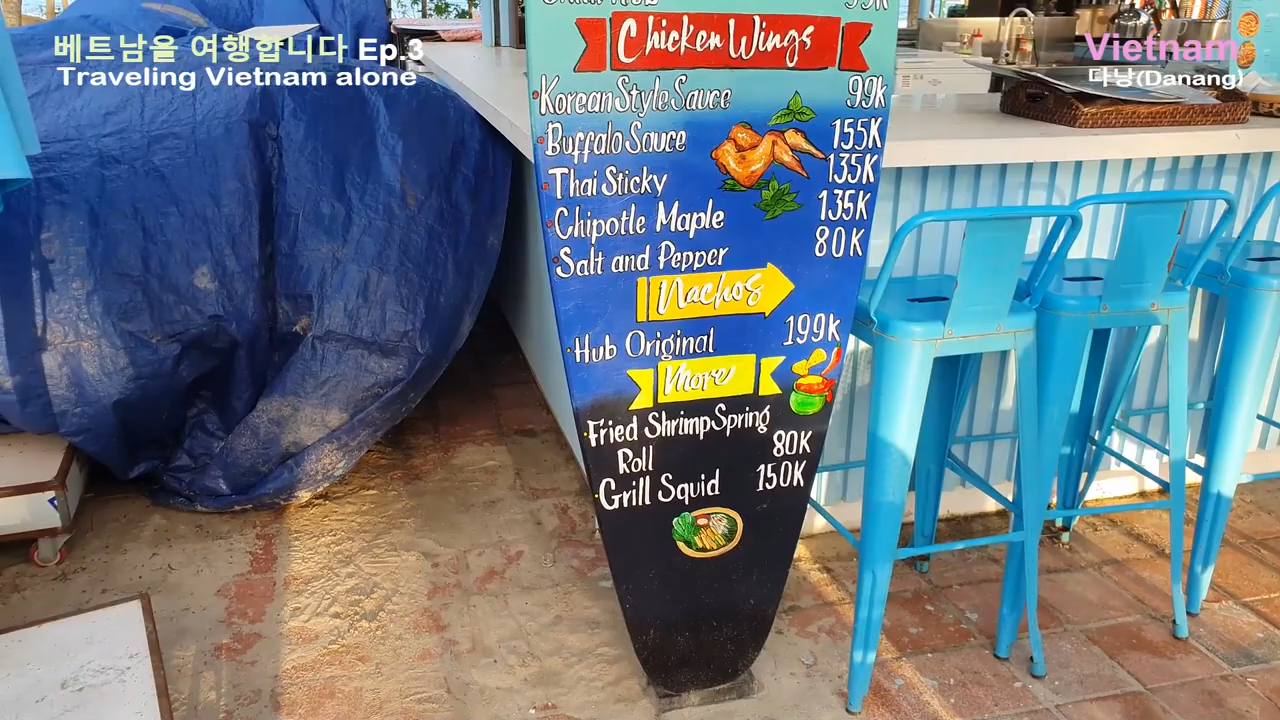 베트남을 여행합니다 Ep.3
Traveling Vietnam alone
Vietnam
다낭(Danang)
Chicken Wings
Korean Style Sauce 99K
Buffalo Sauce 155K
Thai Sticky 135K
Chipotle Maple 135K
Salt and Pepper 80K
Nachos
Hub Original 199K
More
Fried Shrimp Spring
Roll 80K
Grill Squid 150K